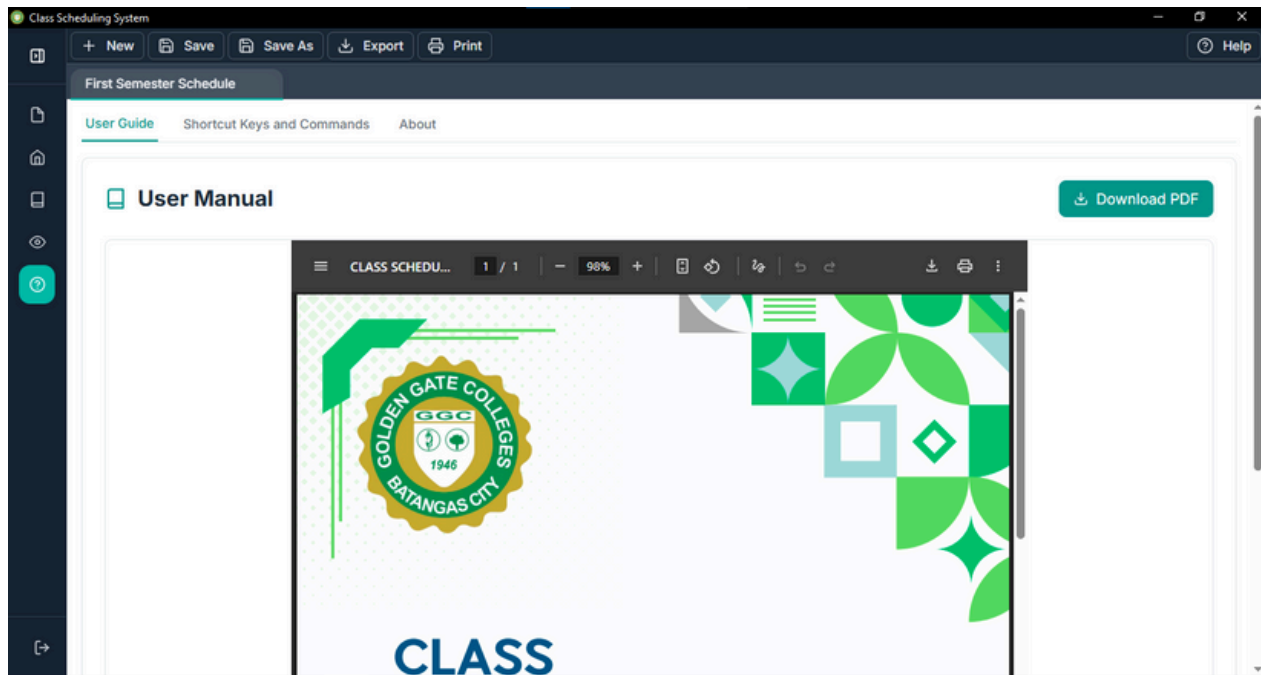 Class Scheduling System
New Save Save As Export Print Help
First Semester Schedule
User Guide Shortcut Keys and Commands About
User Manual
Download PDF
CLASS SCHEDU... 1 / 1 98%
GOLDEN GATE COLLEGES
GGC
1946
BATANGAS CITY
CLASS